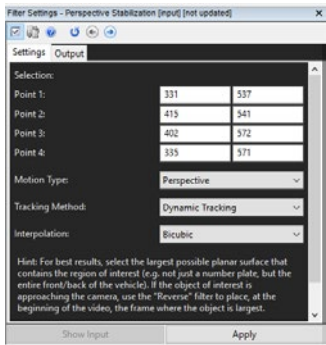 Filter Settings - Perspective Stabilization [input] [not updated]
Settings Output
Selection:
Point 1: 331 537
Point 2: 415 541
Point 3: 402 572
Point 4: 335 571
Motion Type: Perspective
Tracking Method: Dynamic Tracking
Interpolation: Bicubic
Hint: For best results, select the largest possible planar surface that
contains the region of interest (e.g. not just a number plate, but the
entire front/back of the vehicle). If the object of interest is
approaching the camera, use the "Reverse" filter to place, at the
beginning of the video, the frame where the object is largest.
Show Input Apply